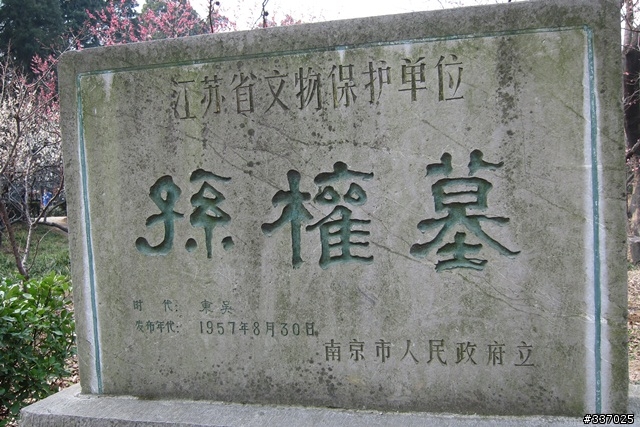 江苏省文物保护单位
孫權墓
时代: 東吴
发布年代: 1957年8月30日
南京市人民政府立
#337025